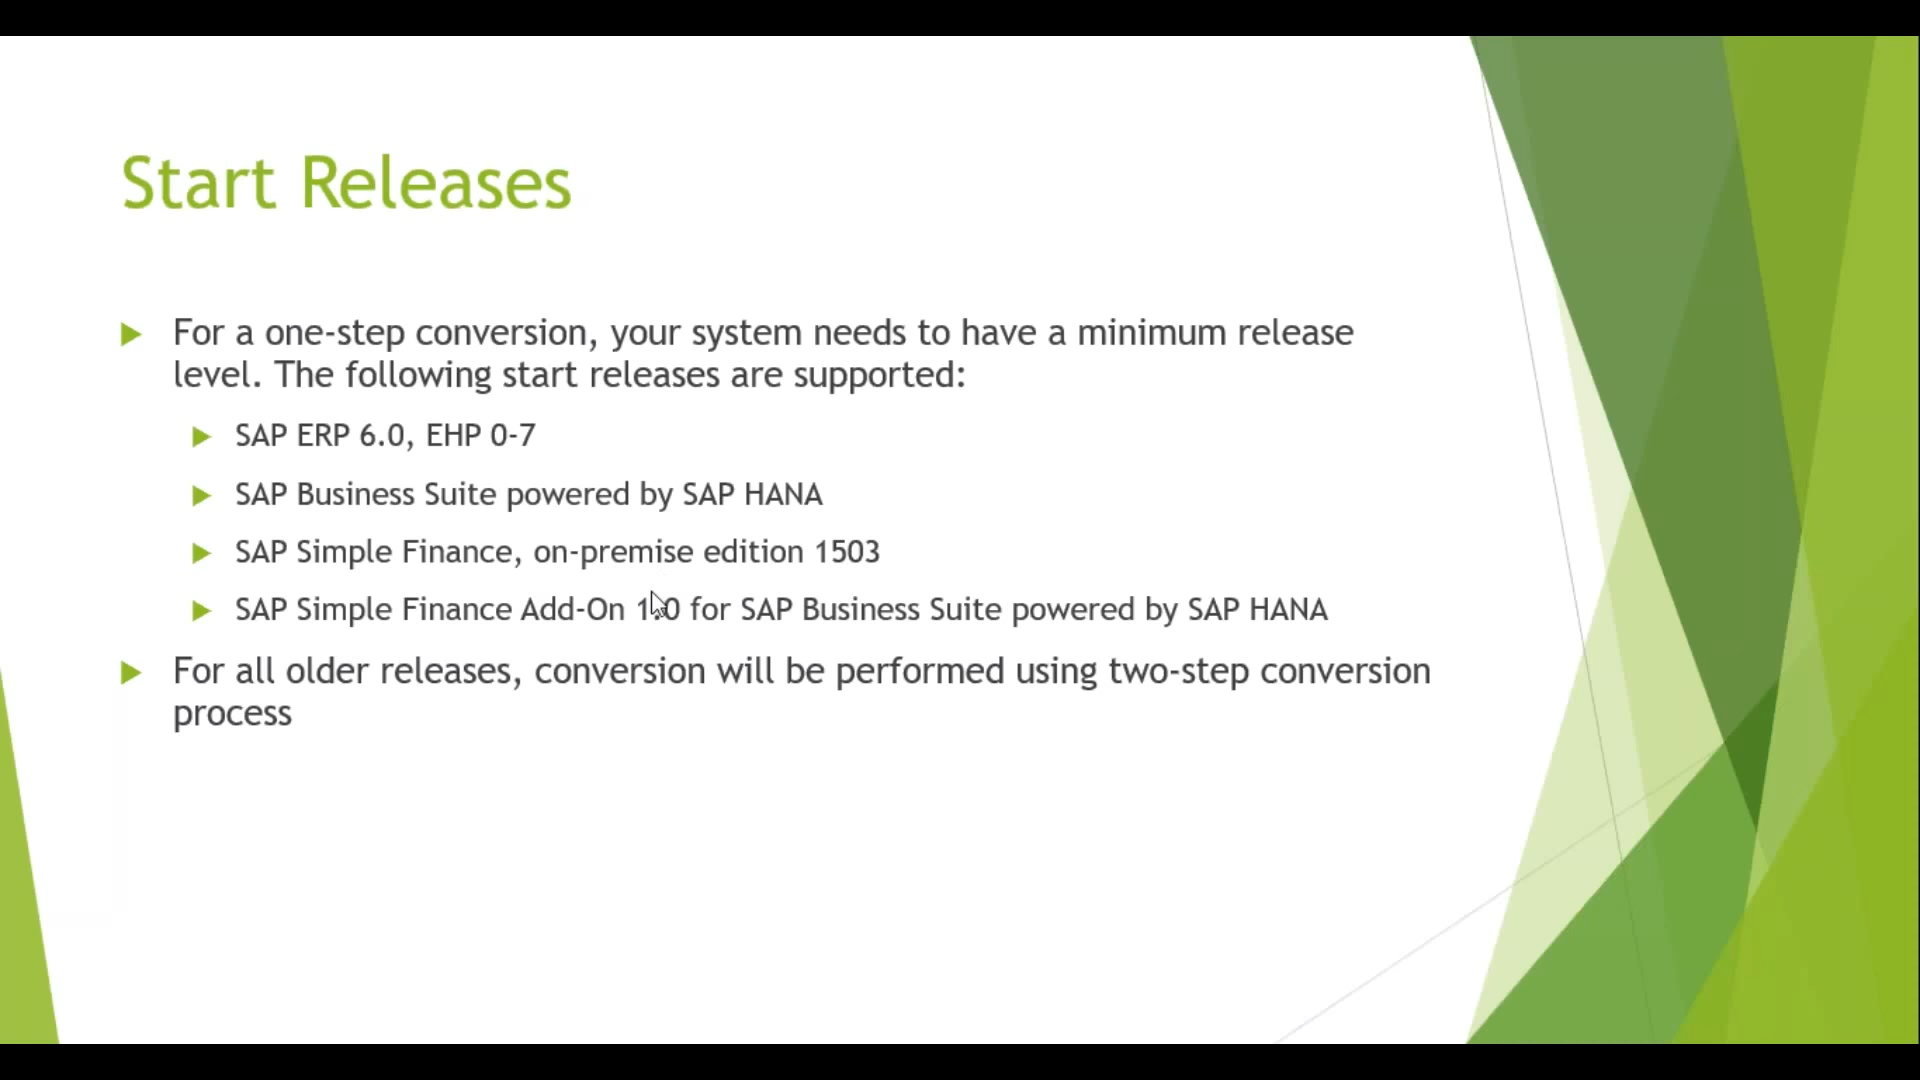 Start Releases
For a one-step conversion, your system needs to have a minimum release
level. The following start releases are supported:
SAP ERP 6.0, EHP 0-7
SAP Business Suite powered by SAP HANA
SAP Simple Finance, on-premise edition 1503
SAP Simple Finance Add-On 1.0 for SAP Business Suite powered by SAP HANA
For all older releases, conversion will be performed using two-step conversion
process